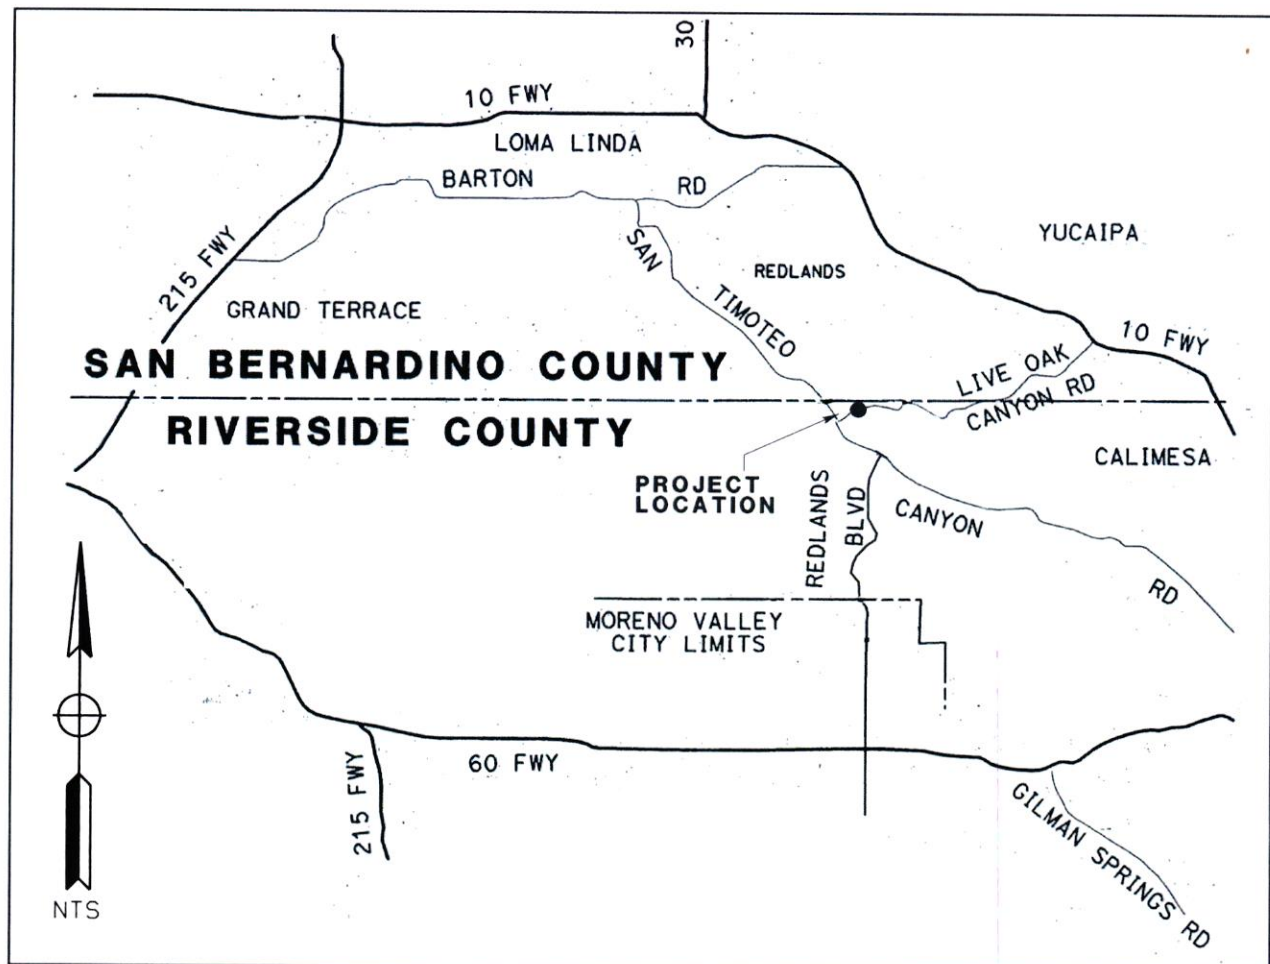 30
10 FWY
LOMA LINDA
BARTON
RD
SAN
TIMOTEO
YUCAIPA
REDLANDS
215 FWY
GRAND TERRACE
10 FWY
SAN BERNARDINO COUNTY
LIVE OAK
CANYON RD
RIVERSIDE COUNTY
CALIMESA
PROJECT
LOCATION
REDLANDS
BLVD
CANYON
RD
MORENO VALLEY
CITY LIMITS
60 FWY
215 FWY
GILMAN SPRINGS RD
NTS